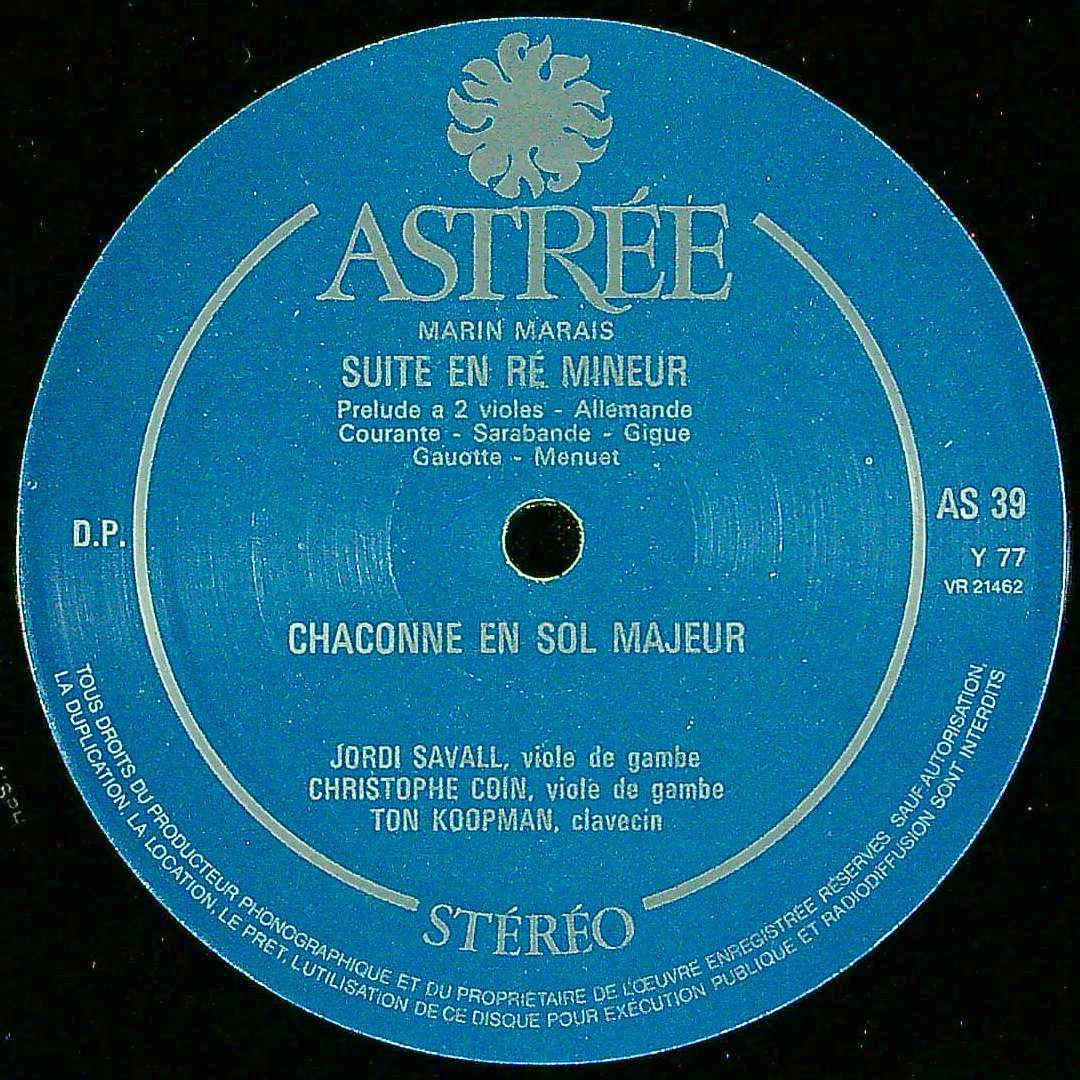 ASTRÉE
MARIN MARAIS
SUITE EN RÉ MINEUR
Prelude a 2 violes - Allemande
Courante - Sarabande - Gigue
Gauotte - Menuet
D.P.
AS 39
Y 77
VR 21462
CHACONNE EN SOL MAJEUR
JORDI SAVALL, viole de gambe
CHRISTOPHE COIN, viole de gambe
TON KOOPMAN, clavecin
STÉRÉO
TOUS DROITS DU PRODUCTEUR PHONOGRAPHIQUE ET DU PROPRIÉTAIRE DE L'ŒUVRE ENREGISTRÉE RÉSERVÉS SAUF AUTORISATION,
LA DUPLICATION, LA LOCATION, LE PRET, L'UTILISATION DE CE DISQUE POUR EXÉCUTION PUBLIQUE ET RADIODIFFUSION SONT INTERDITS